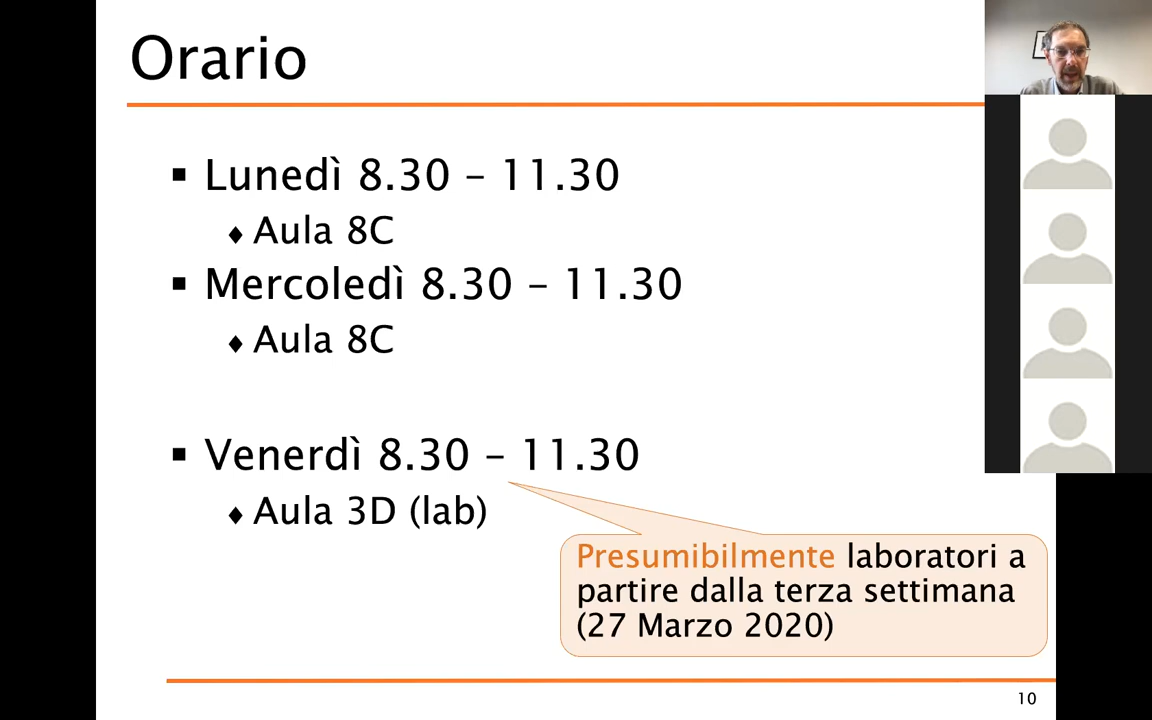 Orario
▪ Lunedì 8.30 – 11.30
♦ Aula 8C
▪ Mercoledì 8.30 – 11.30
♦ Aula 8C
▪ Venerdì 8.30 – 11.30
♦ Aula 3D (lab)
Presumibilmente laboratori a
partire dalla terza settimana
(27 Marzo 2020)
10